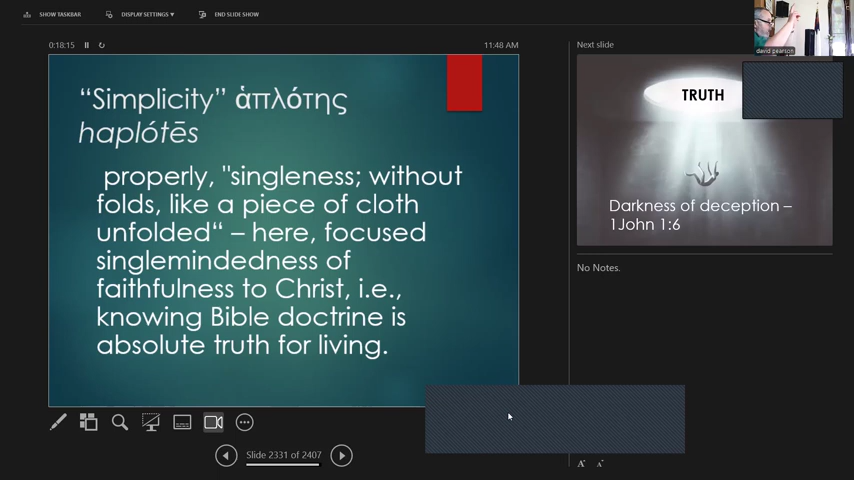 SHOW TASKBAR
DISPLAY SETTINGS ▾
END SLIDE SHOW
0:18:15
11:48 AM
“Simplicity” ἁπλότης
haplótēs
properly, "singleness; without
folds, like a piece of cloth
unfolded“ – here, focused
singlemindedness of
faithfulness to Christ, i.e.,
knowing Bible doctrine is
absolute truth for living.
Slide 2331 of 2407
Next slide
TRUTH
Darkness of deception –
1John 1:6
No Notes.
A A
david pearson